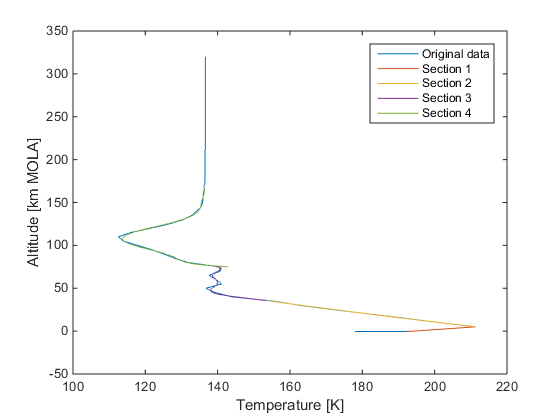 350
300
250
200
150
100
50
0
-50
100
120
140
160
180
200
220
Altitude [km MOLA]
Temperature [K]
Original data
Section 1
Section 2
Section 3
Section 4